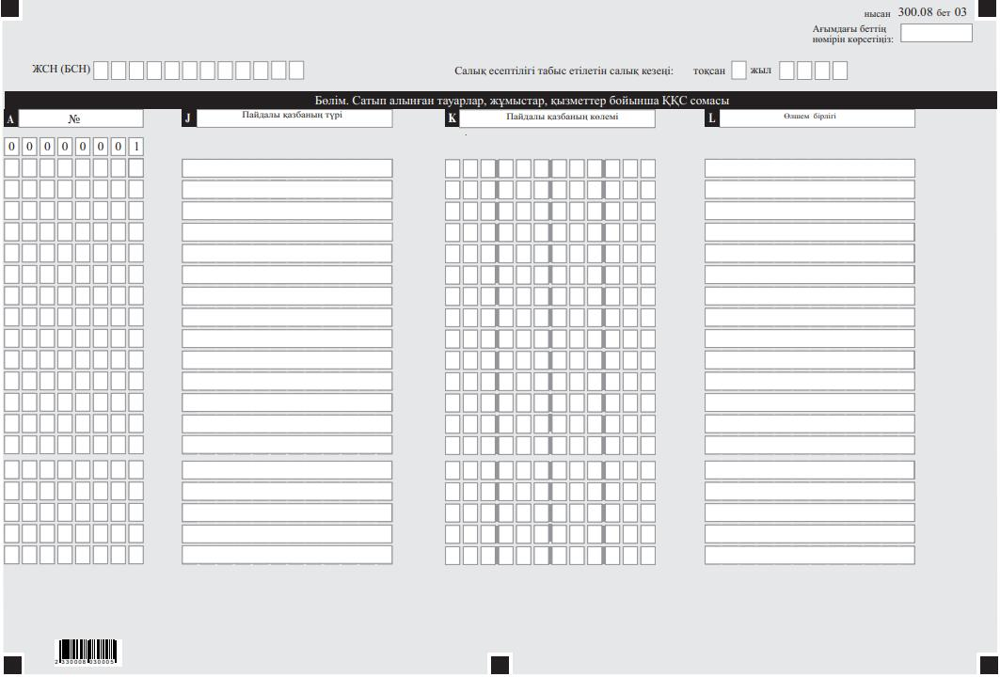 нысан 300.08 бет 03
Ағымдағы беттің
нөмірін көрсетіңіз:
ЖСН (БСН)
Салық есептілігі табыс етілетін салық кезеңі: тоқсан жыл
Бөлім. Сатып алынған тауарлар, жұмыстар, қызметтер бойынша ҚҚС сомасы
A № J Пайдалы қазбаның түрі K Пайдалы қазбаның көлемі L Өлшем бірлігі
0 0 0 0 0 0 0 1
2 330008 030005